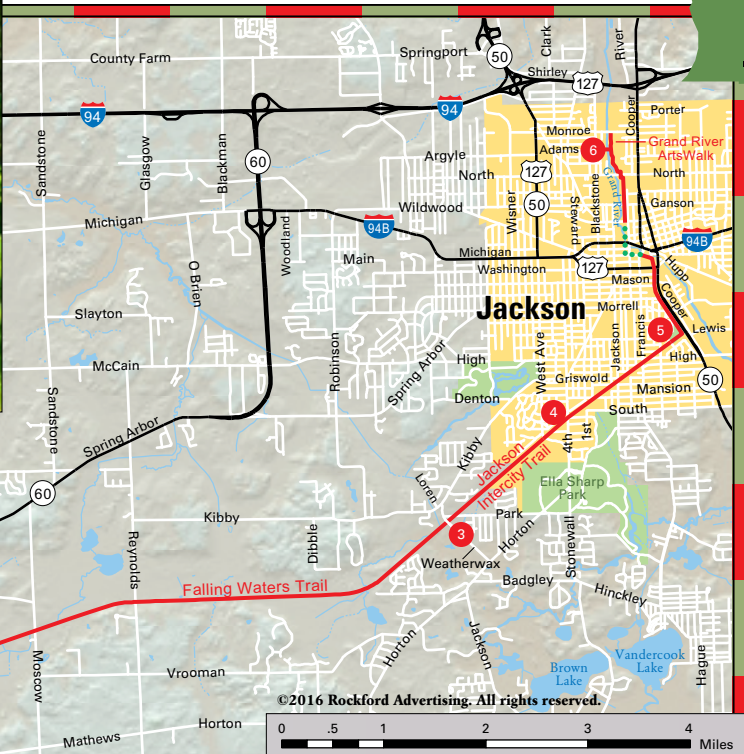 County Farm
Springport
50
Clark
River
Shirley
127
94
94
Cooper
Porter
Sandstone
Glasgow
Blackman
60
Monroe
Adams
6
Grand River
ArtsWalk
Argyle
North
127
North
Wildwood
Wisner
50
Steward
Blackstone
Grand River
Ganson
Michigan
94B
Woodland
94B
Main
Michigan
Washington
127
Mason
Hupp
O Brien
Cooper
Jackson
Morrell
Slayton
Francis
5
Lewis
Jackson
McCain
Robinson
Spring Arbor
High
West Ave
High
Griswold
50
Denton
Mansion
Sandstone
4
South
Spring Arbor
Kibby
4th
1st
Jackson
Intercity Trail
60
Loren
Ella Sharp
Park
Kibby
Park
Reynolds
Dibble
3
Horton
Stonewall
Weatherwax
Badgley
Falling Waters Trail
Hinckley
Moscow
Horton
Jackson
Vandercook
Lake
Hague
Vrooman
Brown
Lake
©2016 Rockford Advertising. All rights reserved.
Horton
Mathews
0 .5 1 2 3 4
Miles